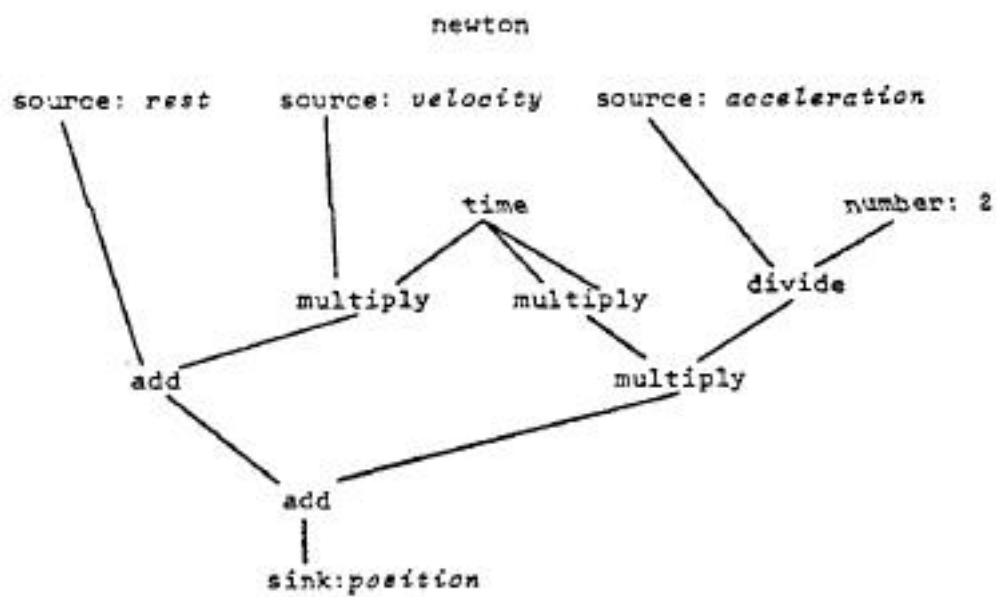 newton
source: rest source: velocity source: acceleration
time number: 2
multiply multiply divide
add multiply
add
sink:position